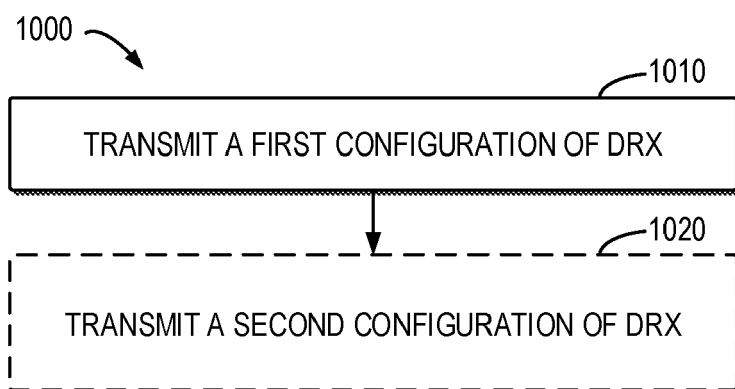 1000
1010
TRANSMIT A FIRST CONFIGURATION OF DRX
1020
TRANSMIT A SECOND CONFIGURATION OF DRX